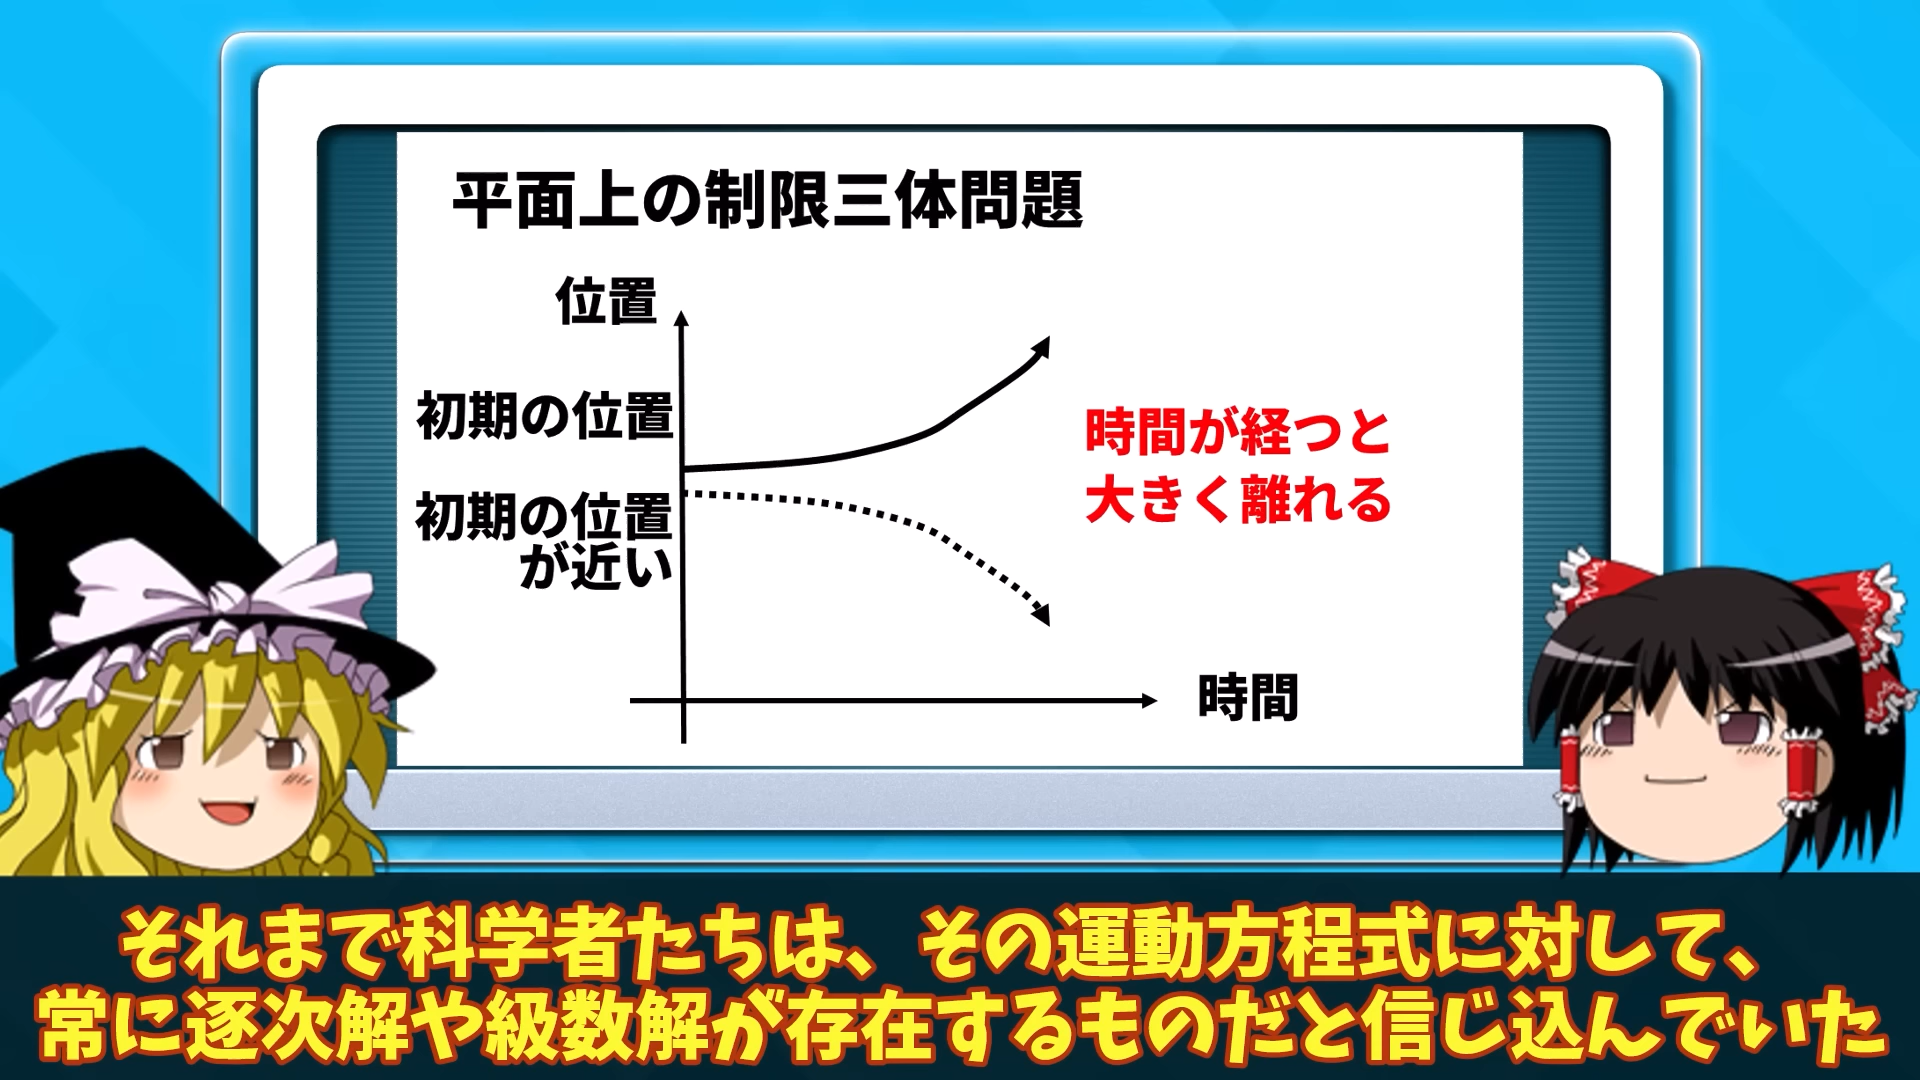 平面上の制限三体問題
位置
初期の位置
初期の位置
が近い
時間が経つと
大きく離れる
時間
それまで科学者たちは、その運動方程式に対して、
常に逐次解や級数解が存在するものだと信じ込んでいた